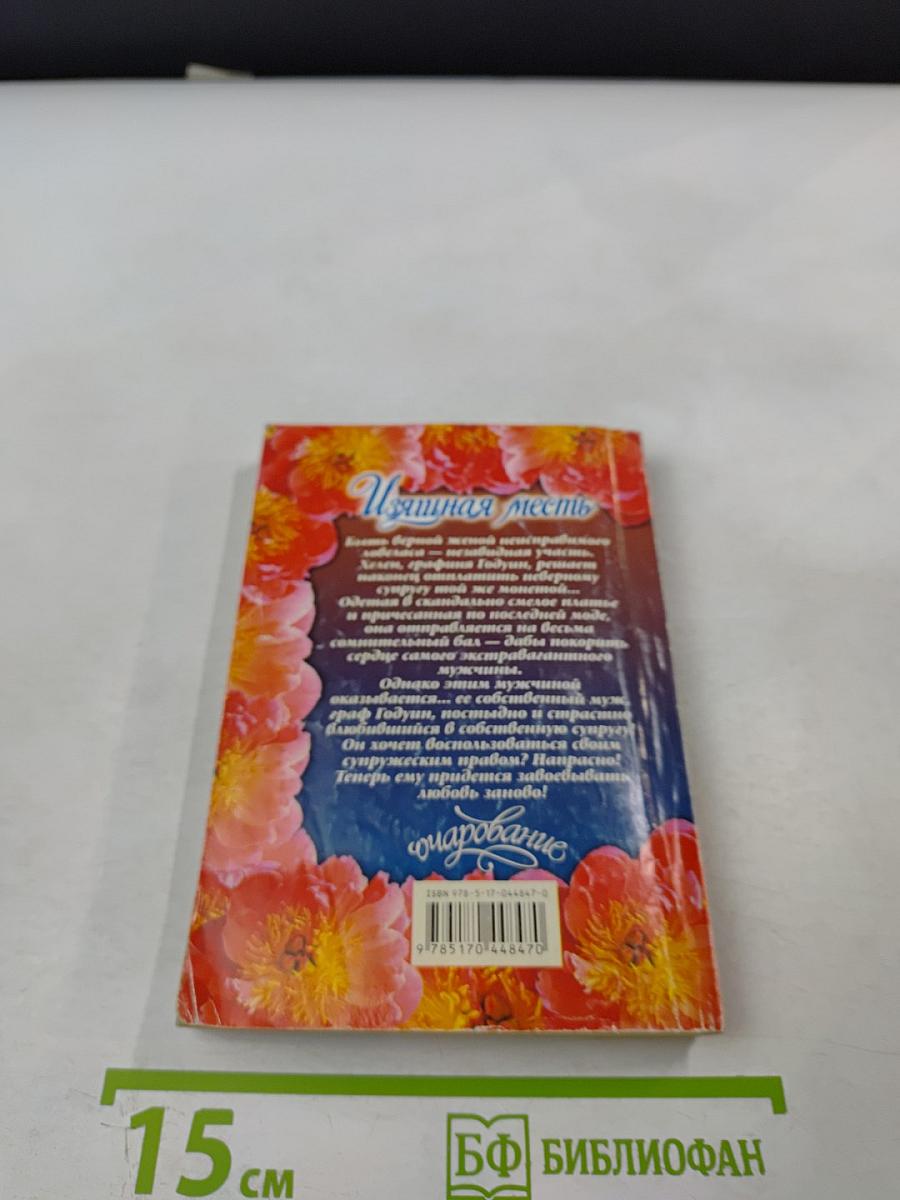 Изящная месть
Быть верной женой неисправимого
ловеласа — незавидная участь.
Хелен, графиня Годуин, решает
наконец отплатить неверному
супругу той же монетой...
Одетая в скандально смелое платье
и причесанная по последней моде,
она отправляется на весьма
сомнительный бал — дабы покорить
сердце самого экстравагантного
мужчины.
Однако этим мужчиной
оказывается... ее собственный муж,
граф Годуин, постыдно и страстно
влюбившийся в собственную супругу!
Он хочет воспользоваться своим
супружеским правом? Напрасно!
Теперь ему придется завоевывать
любовь заново!
Очарование
ISBN 978-5-17-044847-0
9 785170 448470
15 см
БФ БИБЛИОФАН